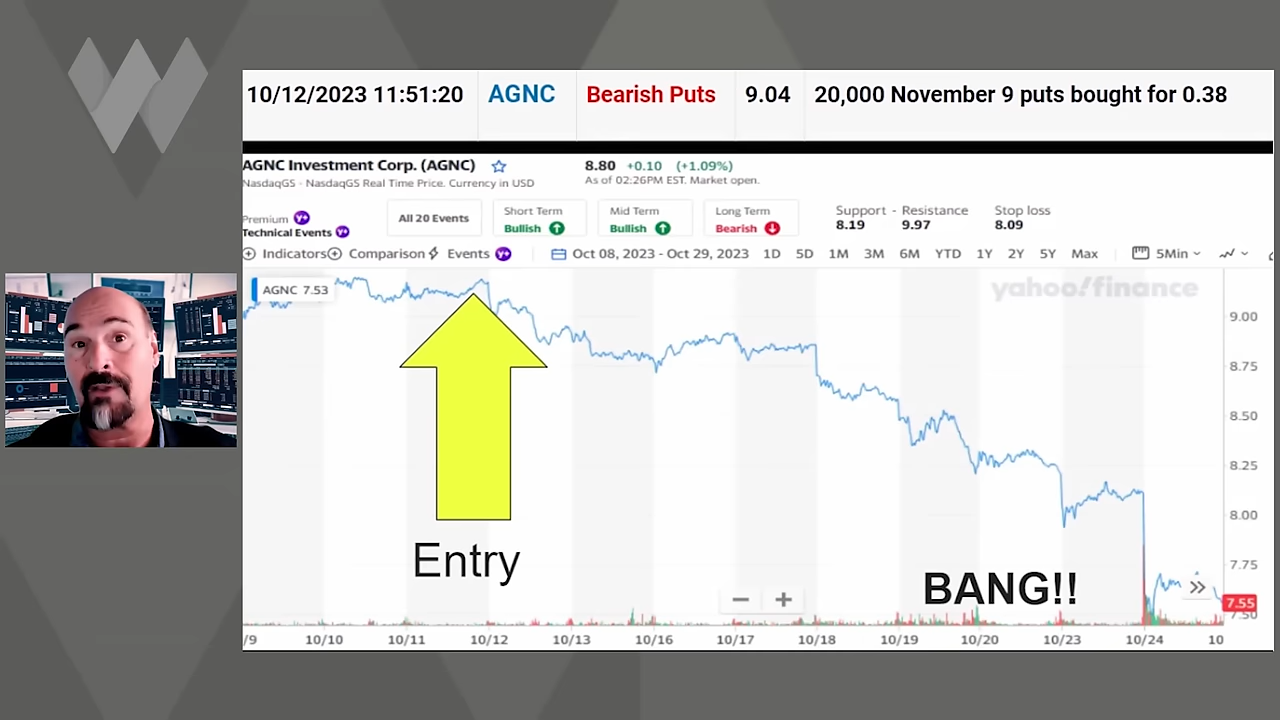 10/12/2023 11:51:20 AGNC Bearish Puts 9.04 20,000 November 9 puts bought for 0.38
AGNC Investment Corp. (AGNC)
NasdaqGS - NasdaqGS Real Time Price. Currency in USD
8.80 +0.10 (+1.09%)
As of 02:26PM EST. Market open.
Premium Y+
Technical Events Y+
All 20 Events
Short Term
Bullish
Mid Term
Bullish
Long Term
Bearish
Support - Resistance
8.19 9.97
Stop loss
8.09
Indicators Comparison Events Y+ Oct 08, 2023 - Oct 29, 2023 1D 5D 1M 3M 6M YTD 1Y 2Y 5Y Max 5Min
AGNC 7.53
yahoo!finance
9.00
8.75
8.50
8.25
8.00
7.75
7.55
7.50
Entry
BANG!!
− +
/9 10/10 10/11 10/12 10/13 10/16 10/17 10/18 10/19 10/20 10/23 10/24 10